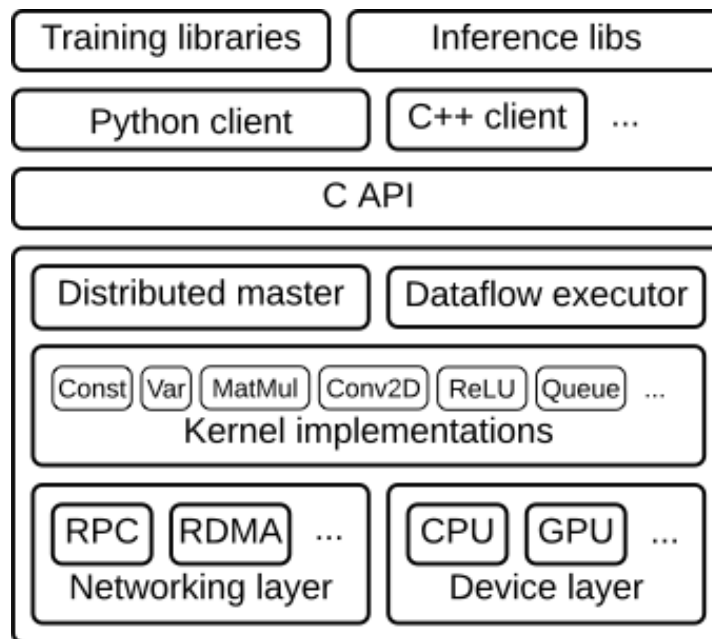 Training libraries
Inference libs
Python client
C++ client
...
C API
Distributed master
Dataflow executor
Const Var MatMul Conv2D ReLU Queue ...
Kernel implementations
RPC RDMA ...
Networking layer
CPU GPU ...
Device layer